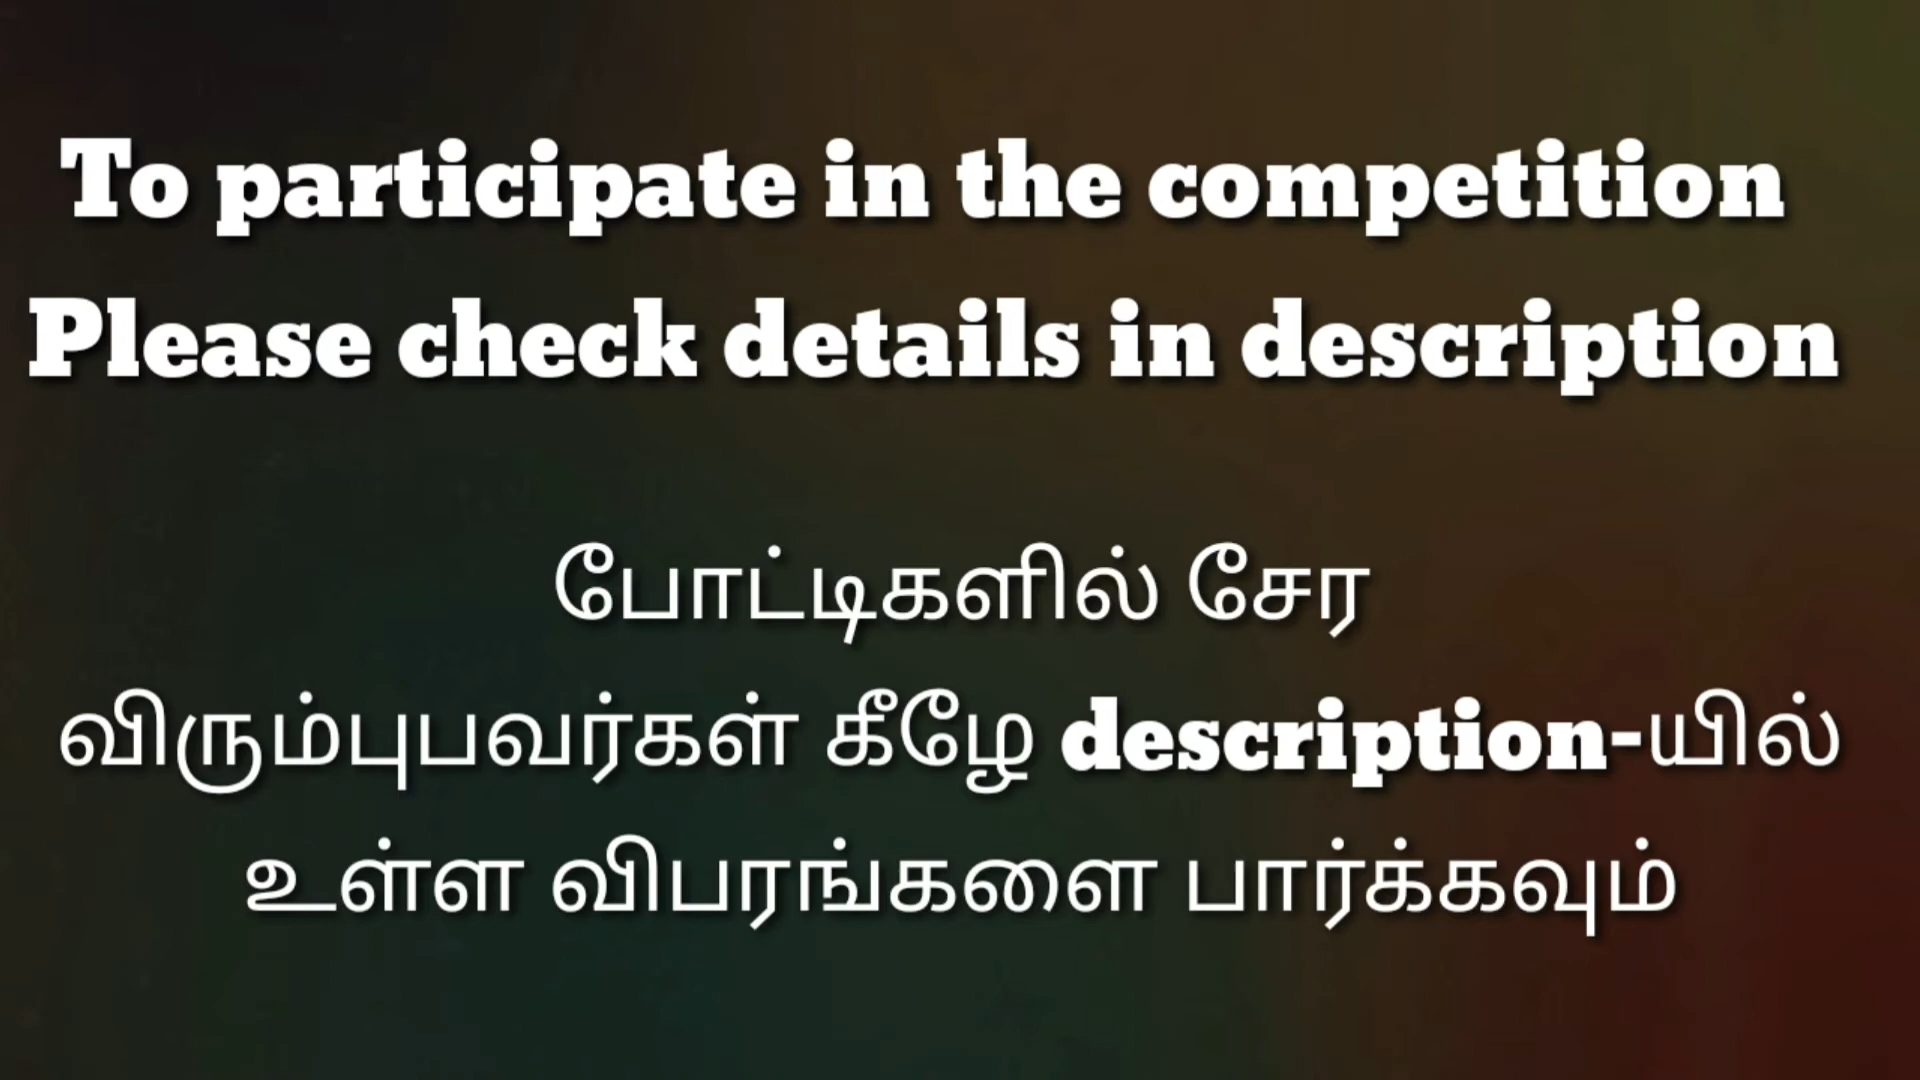 To participate in the competition
Please check details in description
போட்டிகளில் சேர
விரும்புபவர்கள் கீழே description-யில்
உள்ள விபரங்களை பார்க்கவும்